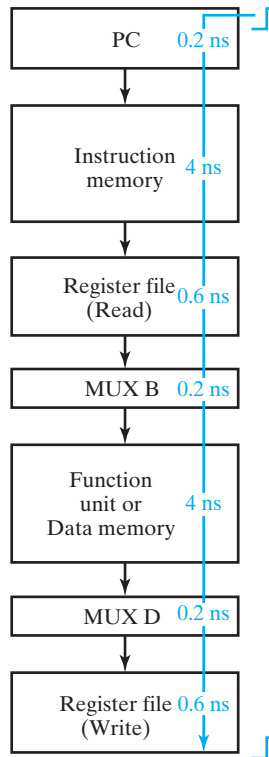 PC 0.2 ns
Instruction
memory
4 ns
Register file
(Read)
0.6 ns
MUX B 0.2 ns
Function
unit or
Data memory
4 ns
MUX D 0.2 ns
Register file
(Write)
0.6 ns